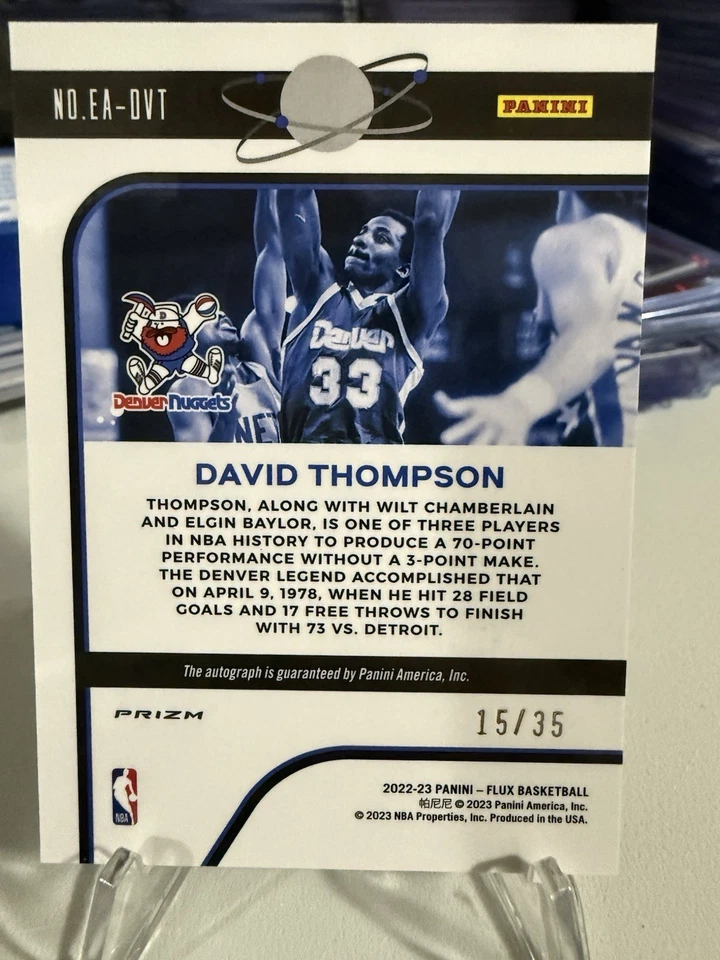 NO.EA-DVT
PANINI
Denver
33
NET
Denver Nuggets
DAVID THOMPSON
THOMPSON, ALONG WITH WILT CHAMBERLAIN
AND ELGIN BAYLOR, IS ONE OF THREE PLAYERS
IN NBA HISTORY TO PRODUCE A 70-POINT
PERFORMANCE WITHOUT A 3-POINT MAKE.
THE DENVER LEGEND ACCOMPLISHED THAT
ON APRIL 9, 1978, WHEN HE HIT 28 FIELD
GOALS AND 17 FREE THROWS TO FINISH
WITH 73 VS. DETROIT.
The autograph is guaranteed by Panini America, Inc.
PRIZM
15/35
NBA
2022-23 PANINI – FLUX BASKETBALL
帕尼尼 © 2023 Panini America, Inc.
© 2023 NBA Properties, Inc. Produced in the USA.